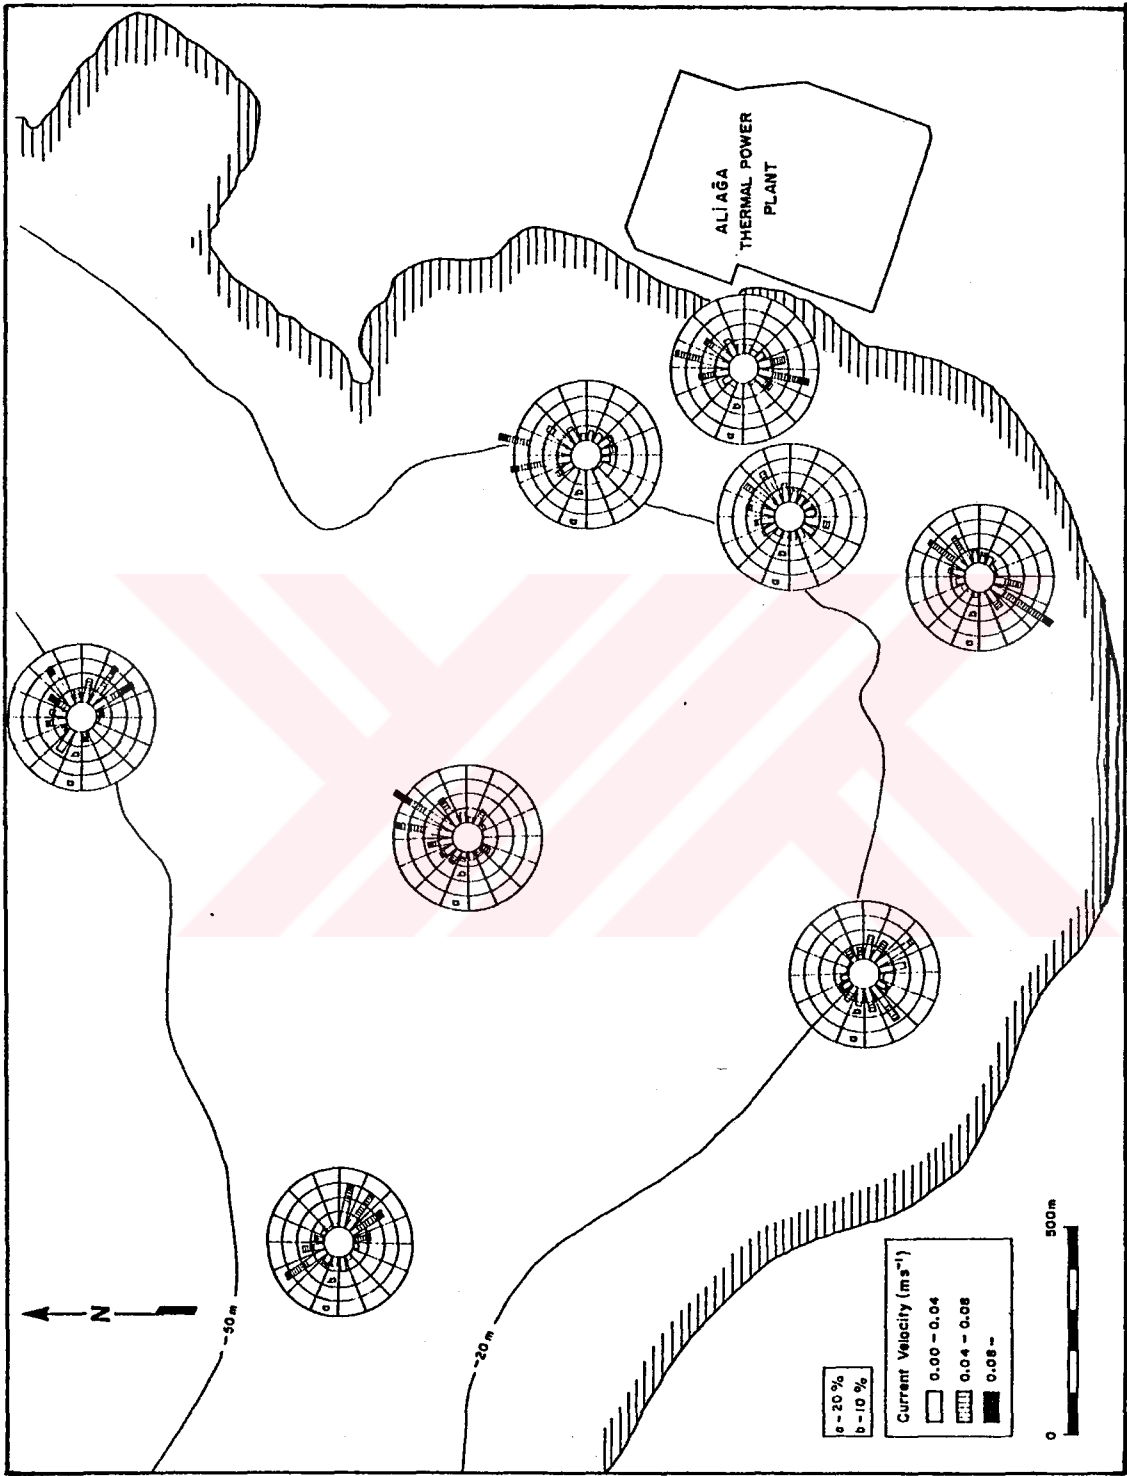 ALİAĞA
THERMAL POWER
PLANT
N
-50m
-20m
a-20 %
b-10 %
Current Velocity (ms⁻¹)
0.00-0.04
0.04-0.08
0.08-
0
500m